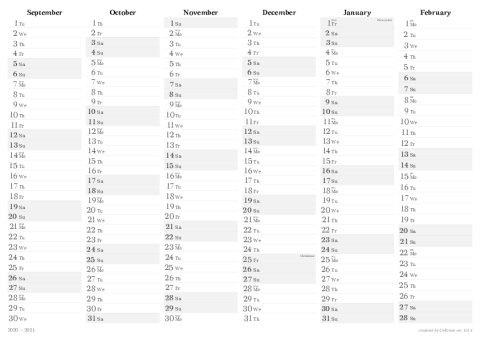 September
1 Tu
2 We
3 Th
4 Fr
5 Sa
6 Su
7 Mo
8 Tu
9 We
10 Th
11 Fr
12 Sa
13 Su
14 Mo
15 Tu
16 We
17 Th
18 Fr
19 Sa
20 Su
21 Mo
22 Tu
23 We
24 Th
25 Fr
26 Sa
27 Su
28 Mo
29 Tu
30 We
October
1 Th
2 Fr
3 Sa
4 Su
5 Mo
6 Tu
7 We
8 Th
9 Fr
10 Sa
11 Su
12 Mo
13 Tu
14 We
15 Th
16 Fr
17 Sa
18 Su
19 Mo
20 Tu
21 We
22 Th
23 Fr
24 Sa
25 Su
26 Mo
27 Tu
28 We
29 Th
30 Fr
31 Sa
November
1 Su
2 Mo
3 Tu
4 We
5 Th
6 Fr
7 Sa
8 Su
9 Mo
10 Tu
11 We
12 Th
13 Fr
14 Sa
15 Su
16 Mo
17 Tu
18 We
19 Th
20 Fr
21 Sa
22 Su
23 Mo
24 Tu
25 We
26 Th
27 Fr
28 Sa
29 Su
30 Mo
December
1 Tu
2 We
3 Th
4 Fr
5 Sa
6 Su
7 Mo
8 Tu
9 We
10 Th
11 Fr
12 Sa
13 Su
14 Mo
15 Tu
16 We
17 Th
18 Fr
19 Sa
20 Su
21 Mo
22 Tu
23 We
24 Th
25 Fr Christmas
26 Sa
27 Su
28 Mo
29 Tu
30 We
31 Th
January
1 Fr
2 Sa
3 Su
4 Mo
5 Tu
6 We
7 Th
8 Fr
9 Sa
10 Su
11 Mo
12 Tu
13 We
14 Th
15 Fr
16 Sa
17 Su
18 Mo
19 Tu
20 We
21 Th
22 Fr
23 Sa
24 Su
25 Mo
26 Tu
27 We
28 Th
29 Fr
30 Sa
31 Su
February
1 Mo
2 Tu
3 We
4 Th
5 Fr
6 Sa
7 Su
8 Mo
9 Tu
10 We
11 Th
12 Fr
13 Sa
14 Su
15 Mo
16 Tu
17 We
18 Th
19 Fr
20 Sa
21 Su
22 Mo
23 Tu
24 We
25 Th
26 Fr
27 Sa
28 Su
2020 – 2021
created by